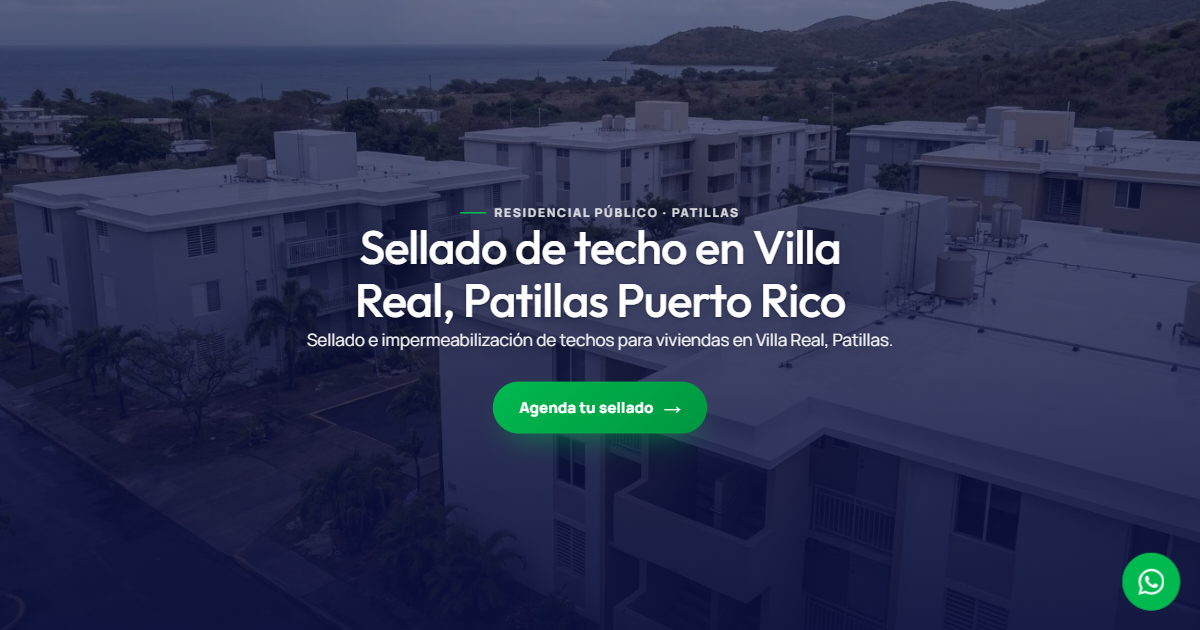 RESIDENCIAL PÚBLICO · PATILLAS
Sellado de techo en Villa
Real, Patillas Puerto Rico
Sellado e impermeabilización de techos para viviendas en Villa Real, Patillas.
Agenda tu sellado →